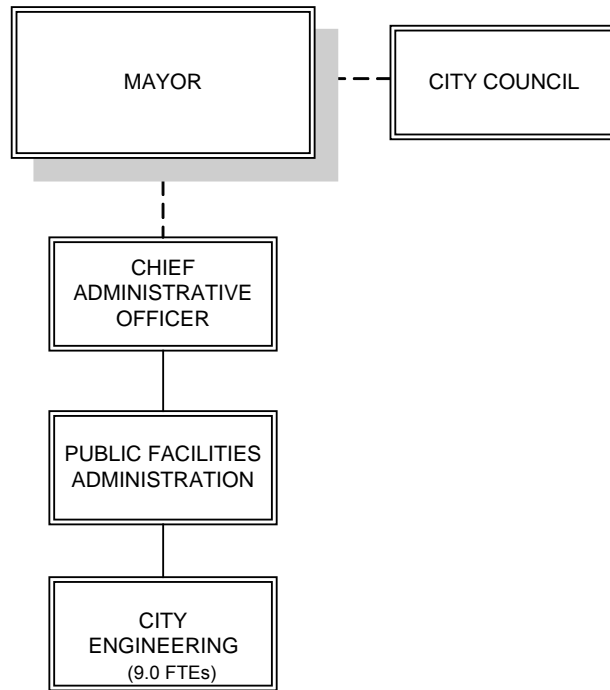 MAYOR
CITY COUNCIL
CHIEF
ADMINISTRATIVE
OFFICER
PUBLIC FACILITIES
ADMINISTRATION
CITY
ENGINEERING
(9.0 FTEs)